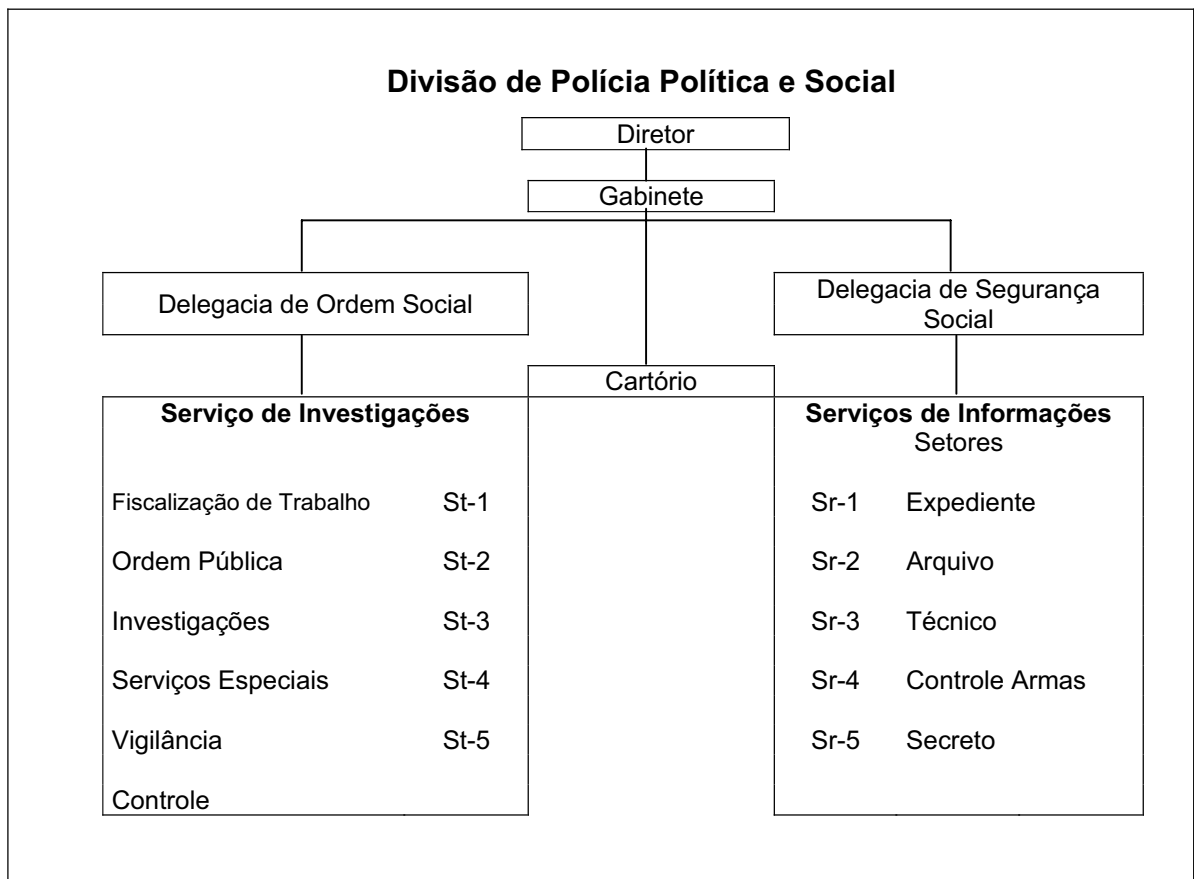 Divisão de Polícia Política e Social
Diretor
Gabinete
Delegacia de Ordem Social
Delegacia de Segurança
Social
Cartório
Serviço de Investigações
Fiscalização de Trabalho St-1
Ordem Pública St-2
Investigações St-3
Serviços Especiais St-4
Vigilância St-5
Controle
Serviços de Informações
Setores
Sr-1 Expediente
Sr-2 Arquivo
Sr-3 Técnico
Sr-4 Controle Armas
Sr-5 Secreto